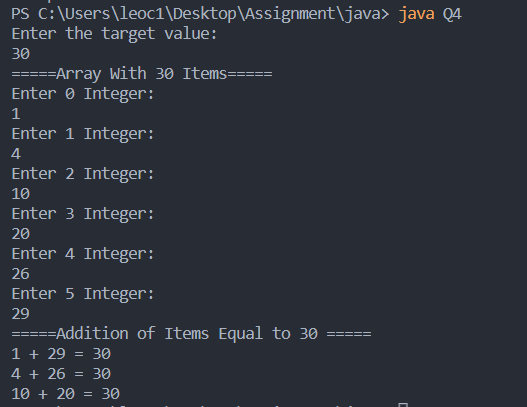 PS C:\Users\leoc1\Desktop\Assignment\java> java Q4
Enter the target value:
30
=====Array With 30 Items=====
Enter 0 Integer:
1
Enter 1 Integer:
4
Enter 2 Integer:
10
Enter 3 Integer:
20
Enter 4 Integer:
26
Enter 5 Integer:
29
=====Addition of Items Equal to 30 =====
1 + 29 = 30
4 + 26 = 30
10 + 20 = 30